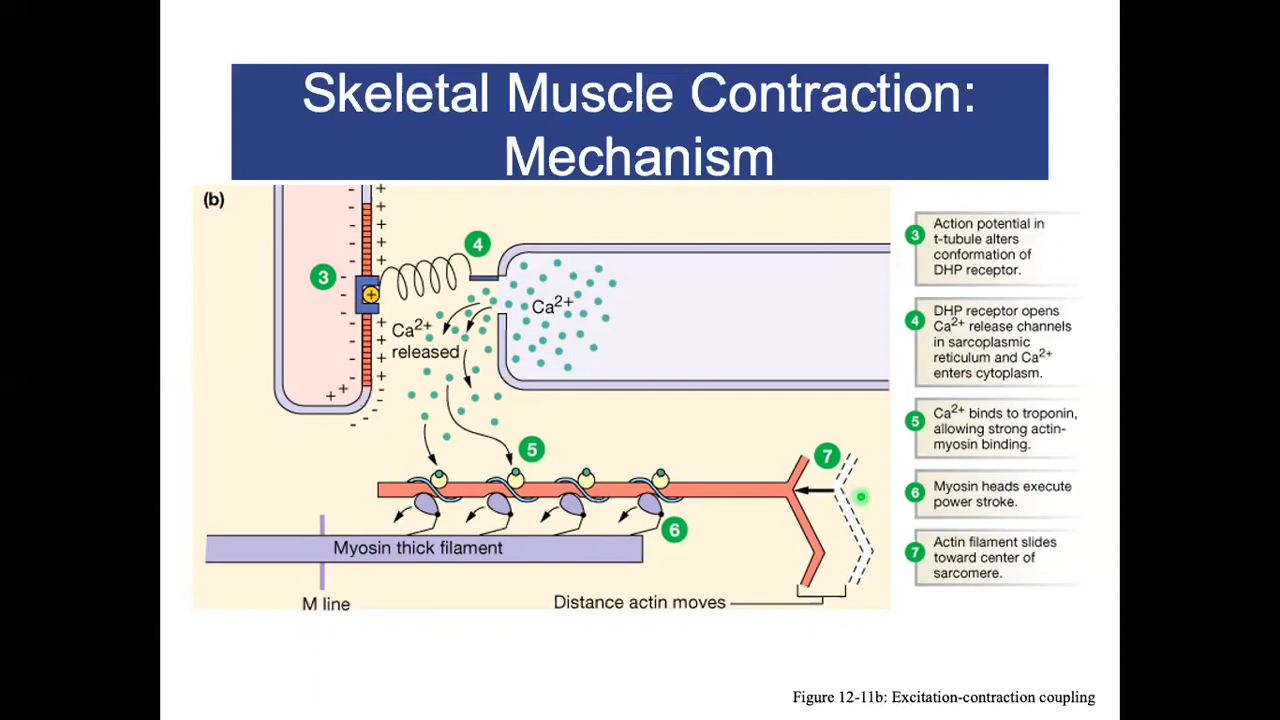 Skeletal Muscle Contraction:
Mechanism
(b)
3
4
Ca2+
Ca2+
released
5
7
6
Myosin thick filament
M line
Distance actin moves
3 Action potential in
t-tubule alters
conformation of
DHP receptor.
4 DHP receptor opens
Ca2+ release channels
in sarcoplasmic
reticulum and Ca2+
enters cytoplasm.
5 Ca2+ binds to troponin,
allowing strong actin-
myosin binding.
6 Myosin heads execute
power stroke.
7 Actin filament slides
toward center of
sarcomere.
Figure 12-11b: Excitation-contraction coupling